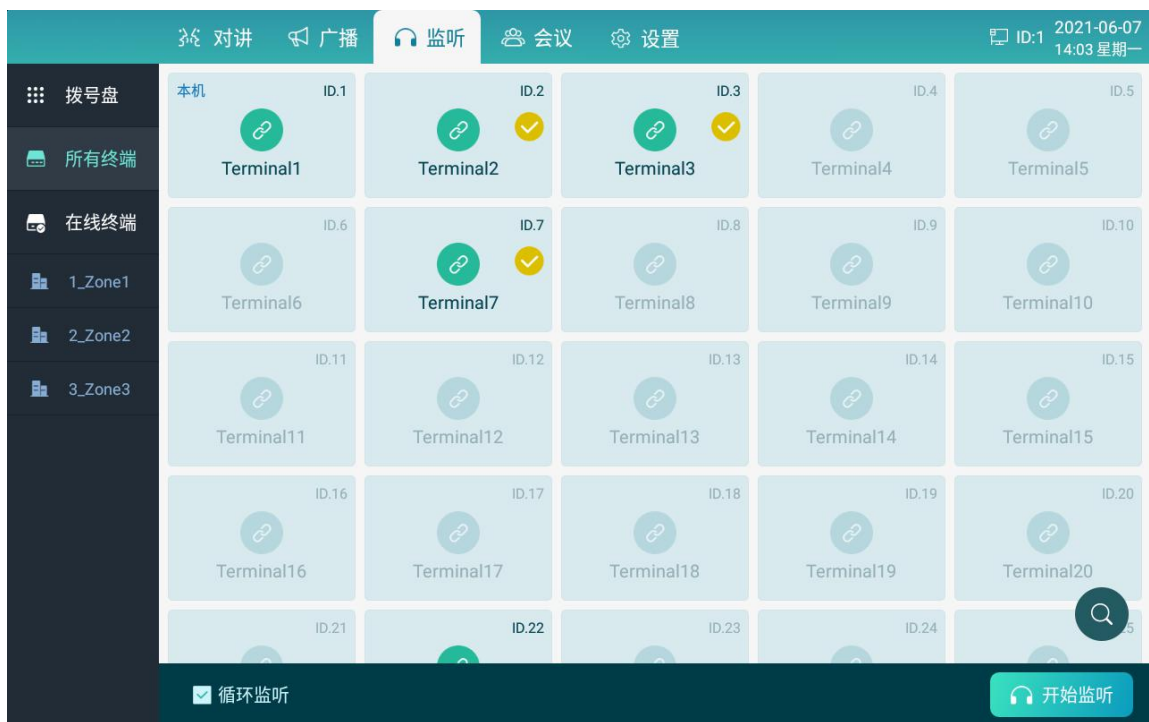 对讲 广播 监听 会议 设置 ID:1 2021-06-07
14:03 星期一
拨号盘
所有终端
在线终端
1_Zone1
2_Zone2
3_Zone3
本机 ID.1 ID.2 ID.3 ID.4 ID.5
Terminal1 Terminal2 Terminal3 Terminal4 Terminal5
ID.6 ID.7 ID.8 ID.9 ID.10
Terminal6 Terminal7 Terminal8 Terminal9 Terminal10
ID.11 ID.12 ID.13 ID.14 ID.15
Terminal11 Terminal12 Terminal13 Terminal14 Terminal15
ID.16 ID.17 ID.18 ID.19 ID.20
Terminal16 Terminal17 Terminal18 Terminal19 Terminal20
ID.21 ID.22 ID.23 ID.24
循环监听 开始监听